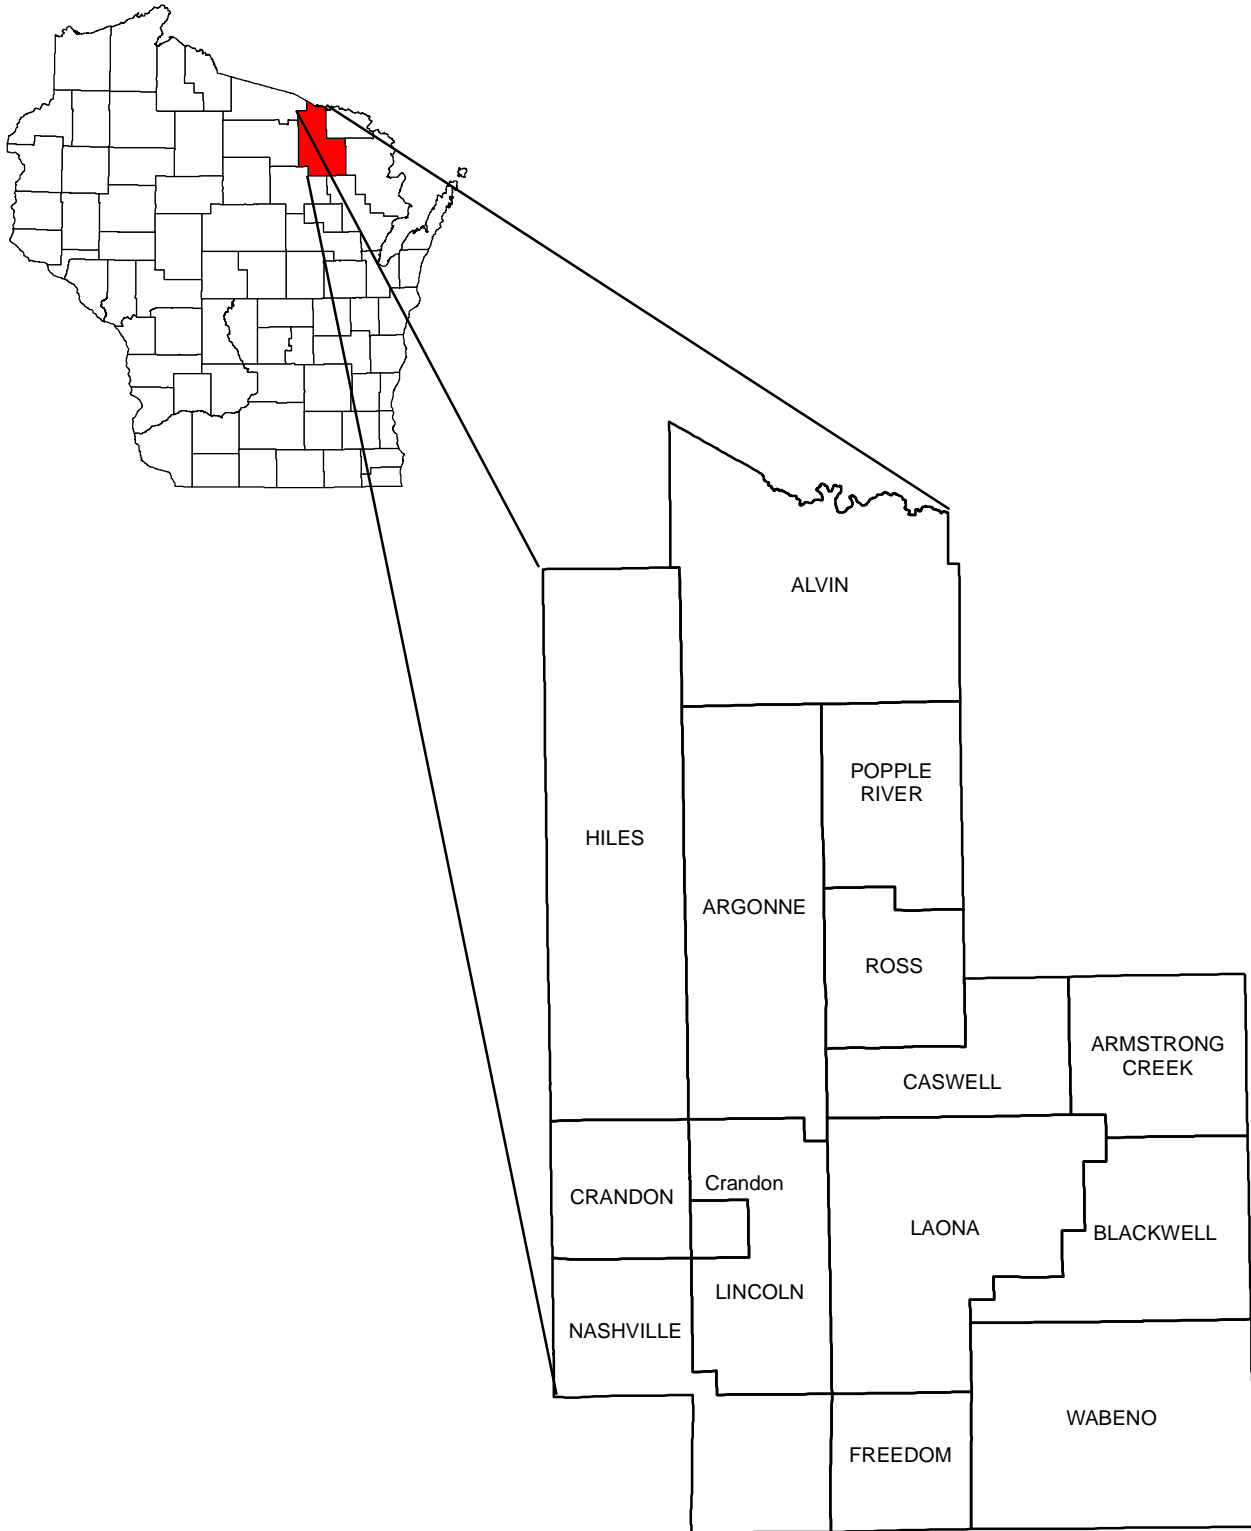 ALVIN
POPPLE
RIVER
HILES
ARGONNE
ROSS
ARMSTRONG
CREEK
CASWELL
Crandon
CRANDON
LAONA
BLACKWELL
LINCOLN
NASHVILLE
WABENO
FREEDOM